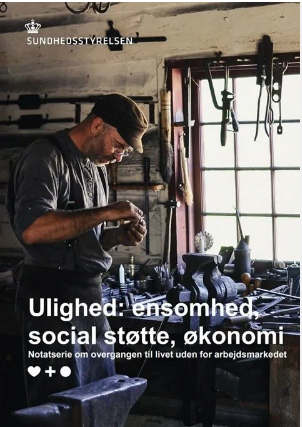 SUNDHEDSSTYRELSEN
Ulighed: ensomhed,
social støtte, økonomi
Notatserie om overgangen til livet uden for arbejdsmarkedet